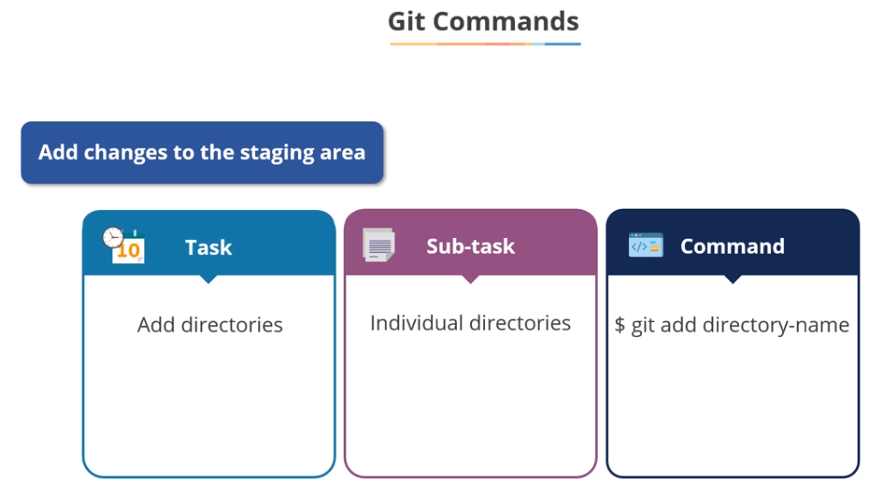 Git Commands
Add changes to the staging area
10
Task
Sub-task
</>
Command
Add directories
Individual directories
$ git add directory-name